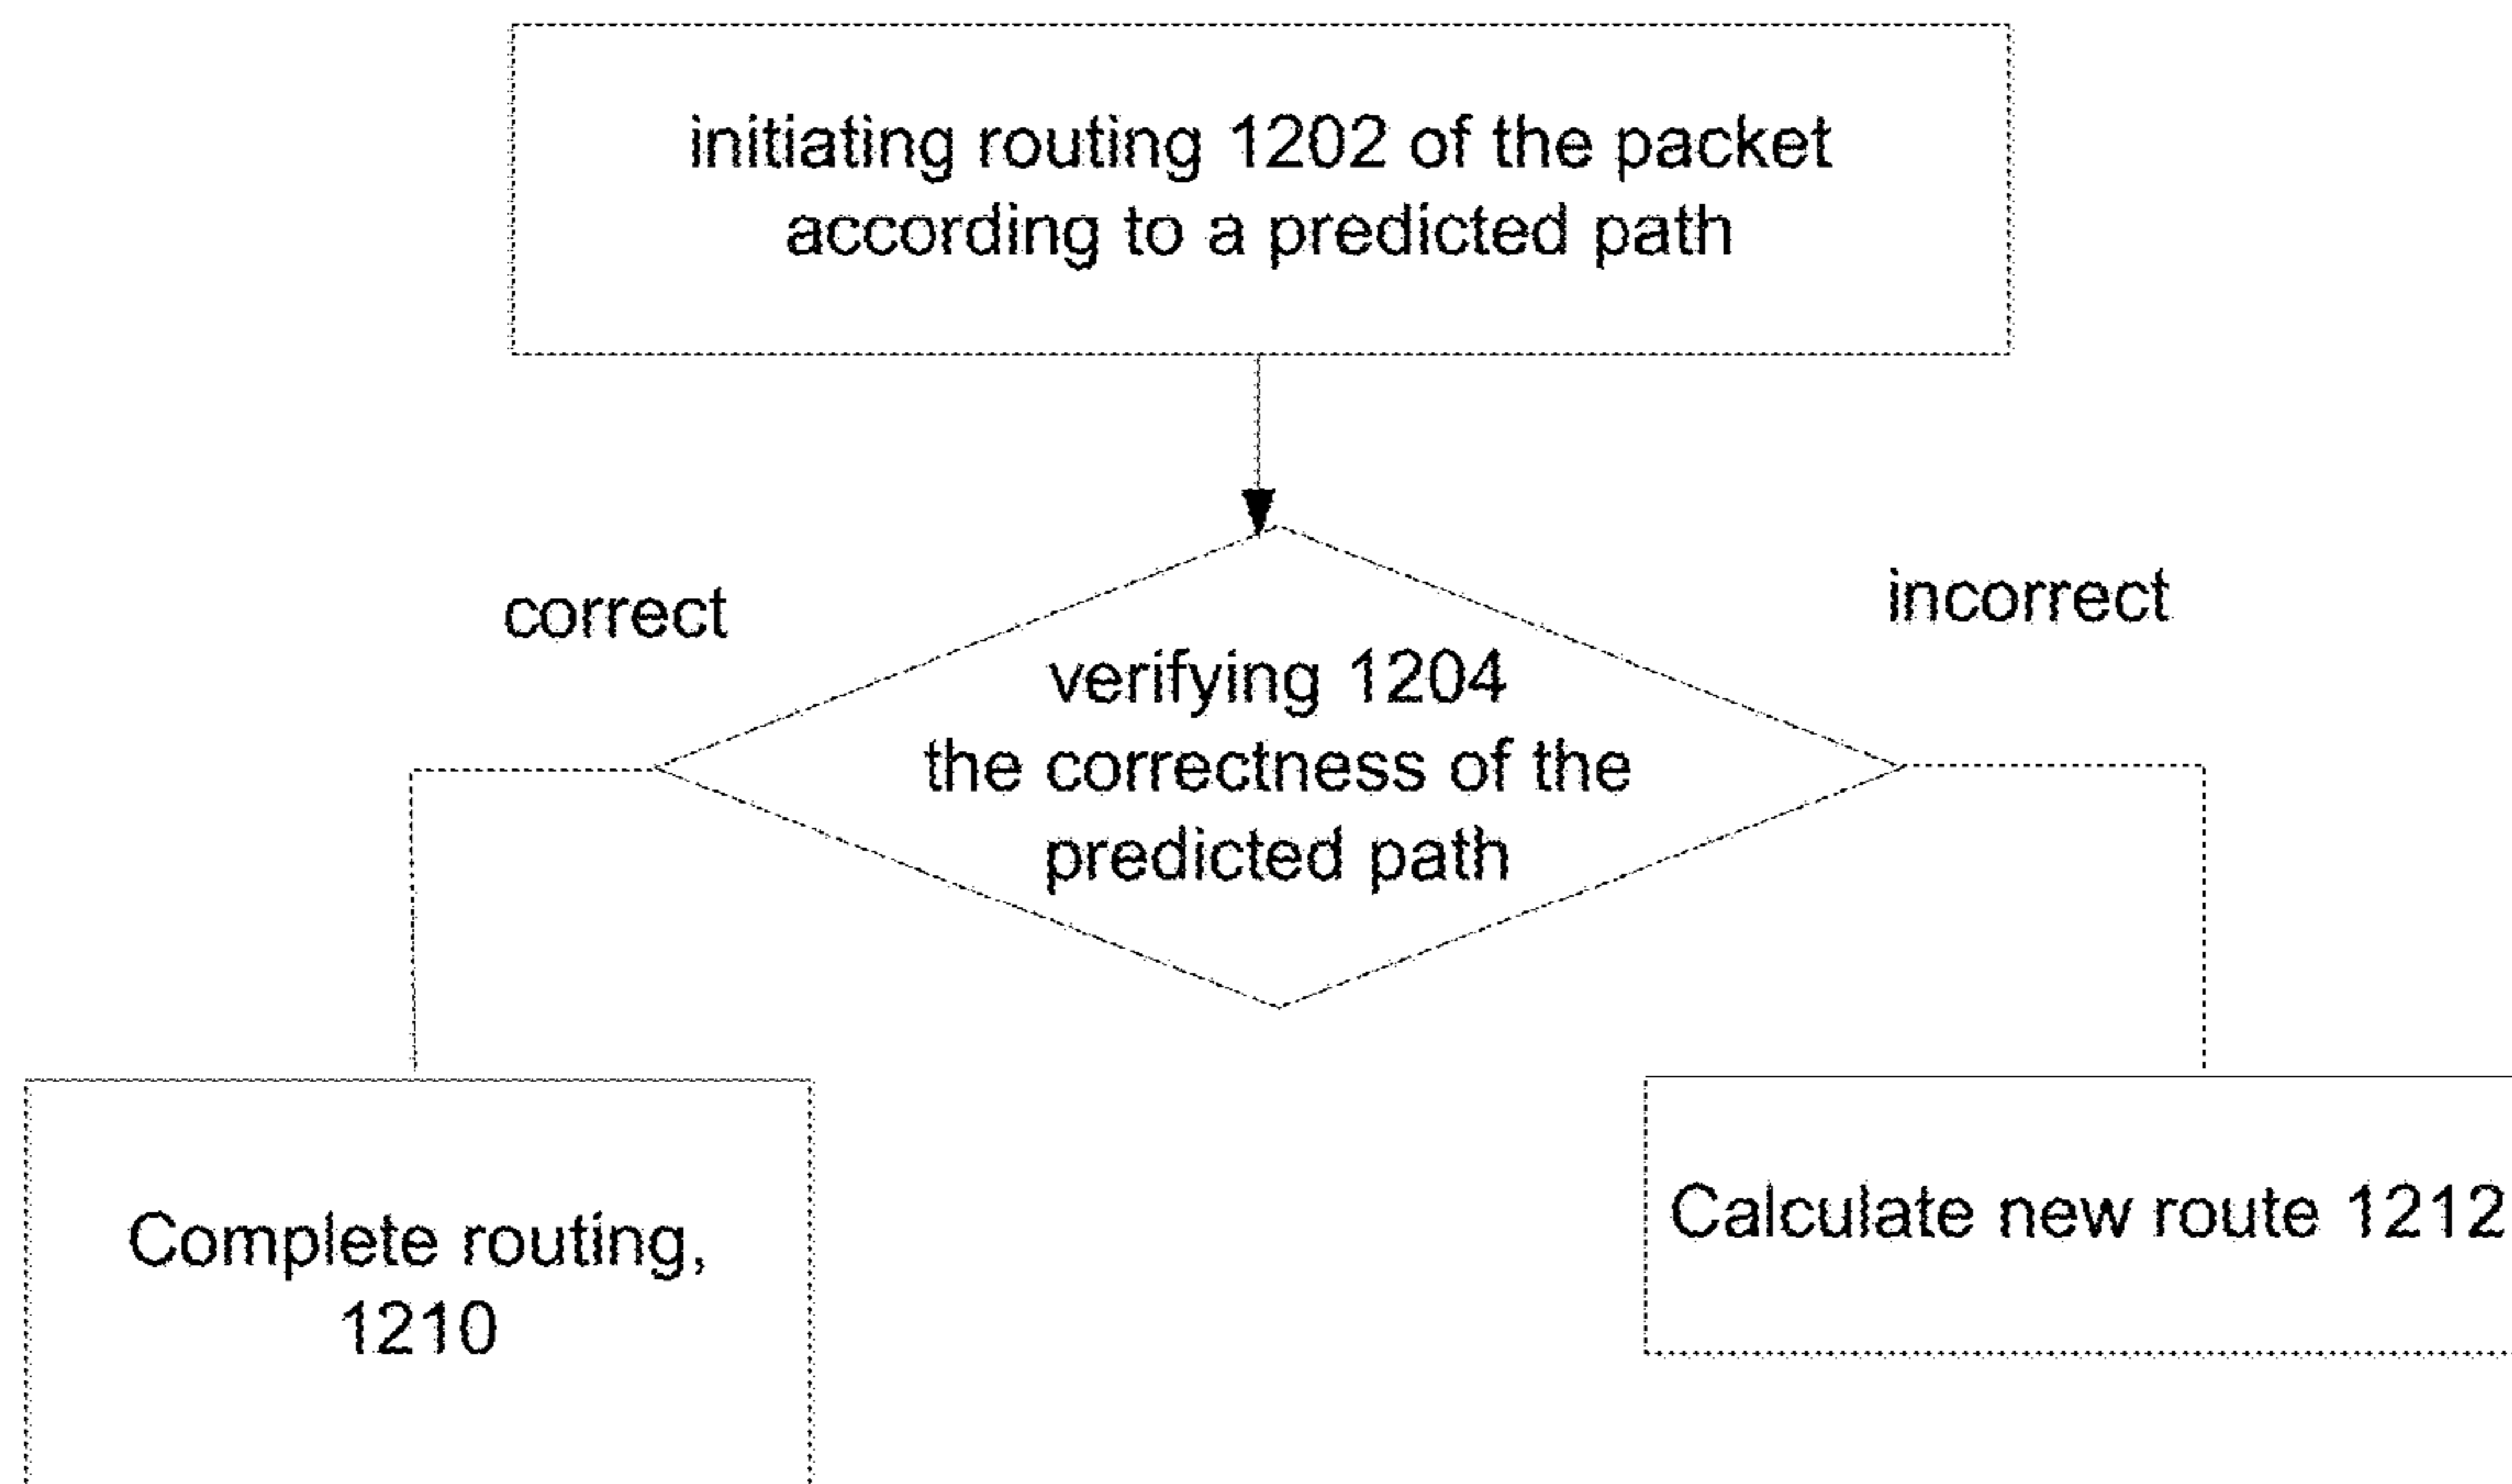 initiating routing 1202 of the packet
according to a predicted path
correct
incorrect
verifying 1204
the correctness of the
predicted path
Complete routing,
1210
Calculate new route 1212